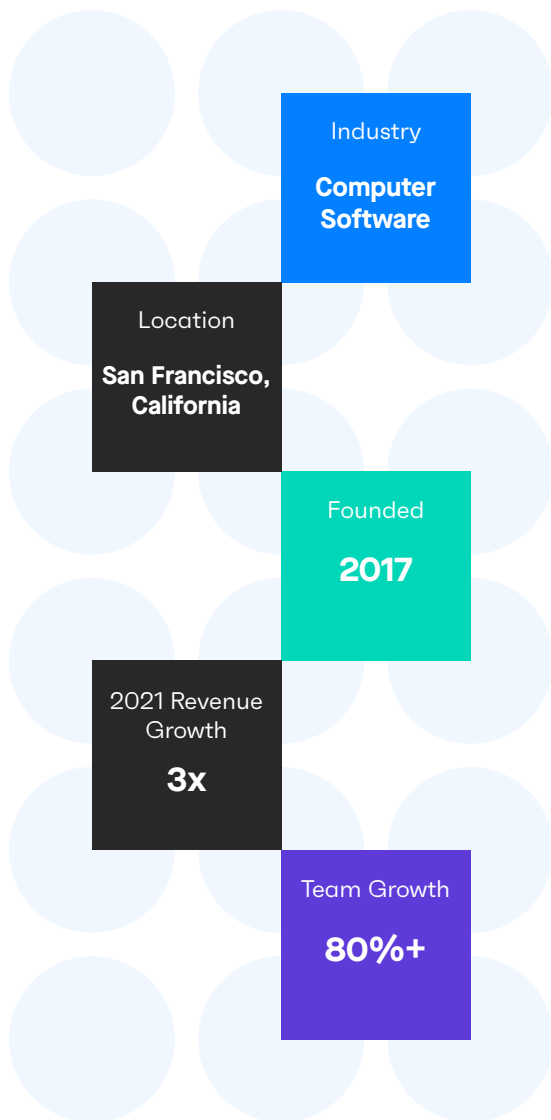 Industry
Computer
Software
Location
San Francisco,
California
Founded
2017
2021 Revenue
Growth
3x
Team Growth
80%+